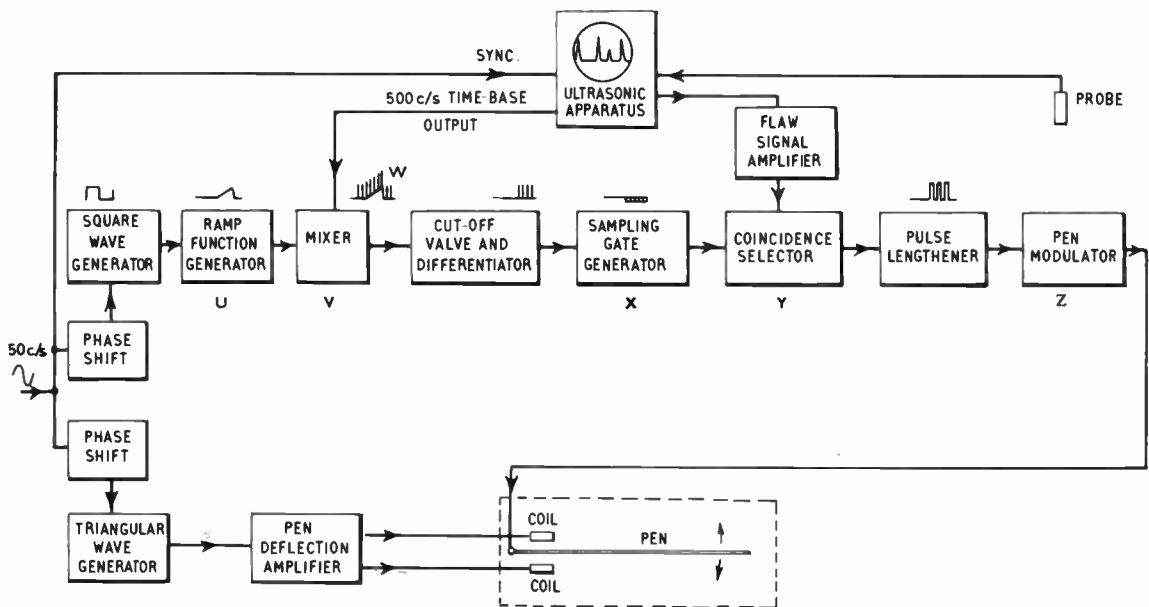 SYNC.
500 c/s TIME-BASE
OUTPUT
ULTRASONIC
APPARATUS
PROBE
FLAW
SIGNAL
AMPLIFIER
W
SQUARE
WAVE
GENERATOR
RAMP
FUNCTION
GENERATOR
MIXER
CUT-OFF
VALVE AND
DIFFERENTIATOR
SAMPLING
GATE
GENERATOR
COINCIDENCE
SELECTOR
PULSE
LENGTHENER
PEN
MODULATOR
U
V
X
Y
Z
50 c/s
PHASE
SHIFT
PHASE
SHIFT
TRIANGULAR
WAVE
GENERATOR
PEN
DEFLECTION
AMPLIFIER
COIL
COIL
PEN